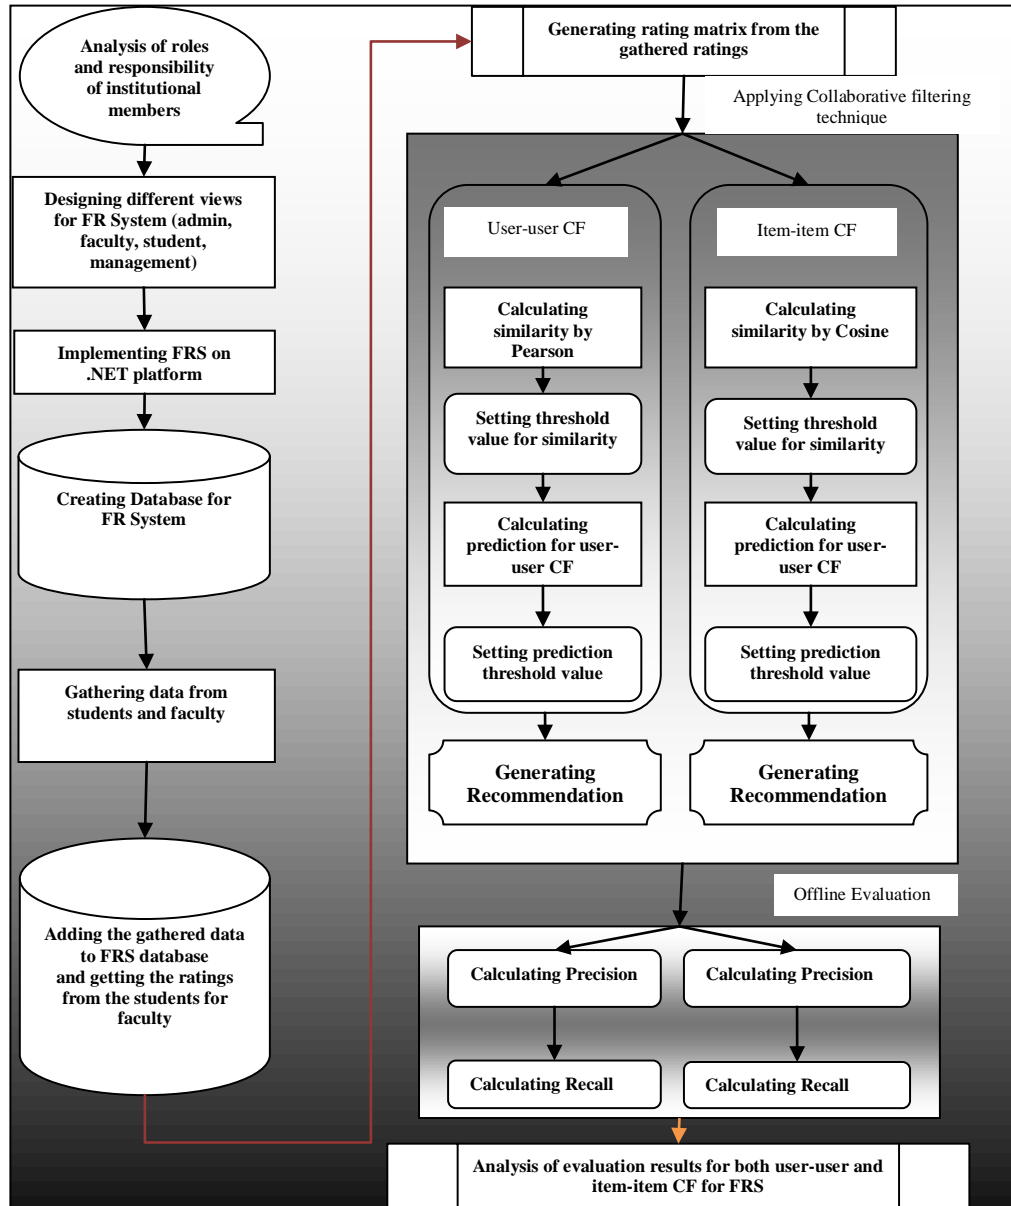 Analysis of roles
and responsibility
of institutional
members
Designing different views
for FR System (admin,
faculty, student,
management)
Implementing FRS on
.NET platform
Creating Database for
FR System
Gathering data from
students and faculty
Adding the gathered data
to FRS database
and getting the ratings
from the students for
faculty
Generating rating matrix from the
gathered ratings
Applying Collaborative filtering
technique
User-user CF
Calculating
similarity by
Pearson
Setting threshold
value for similarity
Calculating
prediction for user-
user CF
Setting prediction
threshold value
Generating
Recommendation
Item-item CF
Calculating
similarity by Cosine
Setting threshold
value for similarity
Calculating
prediction for user-
user CF
Setting prediction
threshold value
Generating
Recommendation
Offline Evaluation
Calculating Precision
Calculating Recall
Calculating Precision
Calculating Recall
Analysis of evaluation results for both user-user and
item-item CF for FRS